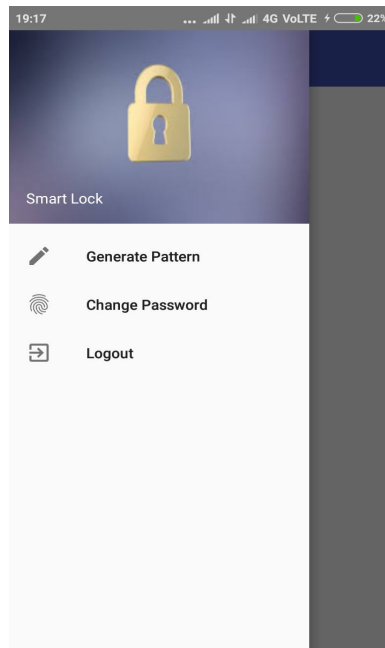 19:17 ... 4G VoLTE 22%
Smart Lock
Generate Pattern
Change Password
Logout